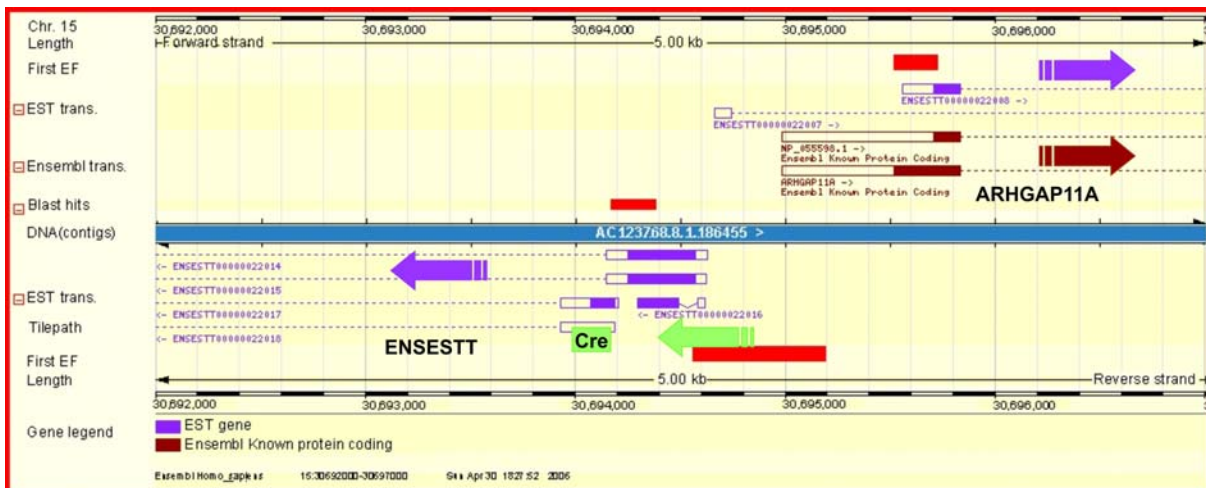 Chr. 15
30,692,000 30,693,000 30,694,000 30,695,000 30,696,000
Length Forward strand 5.00 kb
First EF
ENSESTT00000022008 ->
EST trans.
ENSESTT00000022007 ->
NP_055598.1 ->
Ensembl Known Protein Coding
Ensembl trans.
ARHGAP11A ->
Ensembl Known Protein Coding
ARHGAP11A
Blast hits
DNA(contigs) AC123768.8.1.186455 >
<- ENSESTT00000022014
<- ENSESTT00000022015
EST trans.
<- ENSESTT00000022017 <- ENSESTT00000022016
Tilepath
<- ENSESTT00000022018 ENSESTT Cre
First EF
Length 5.00 kb Reverse strand
30,692,000 30,693,000 30,694,000 30,695,000 30,696,000
Gene legend
EST gene
Ensembl Known protein coding
Ensembl Homo_sapiens 15:30692000-30697000 Sun Apr 30 18:27:52 2006